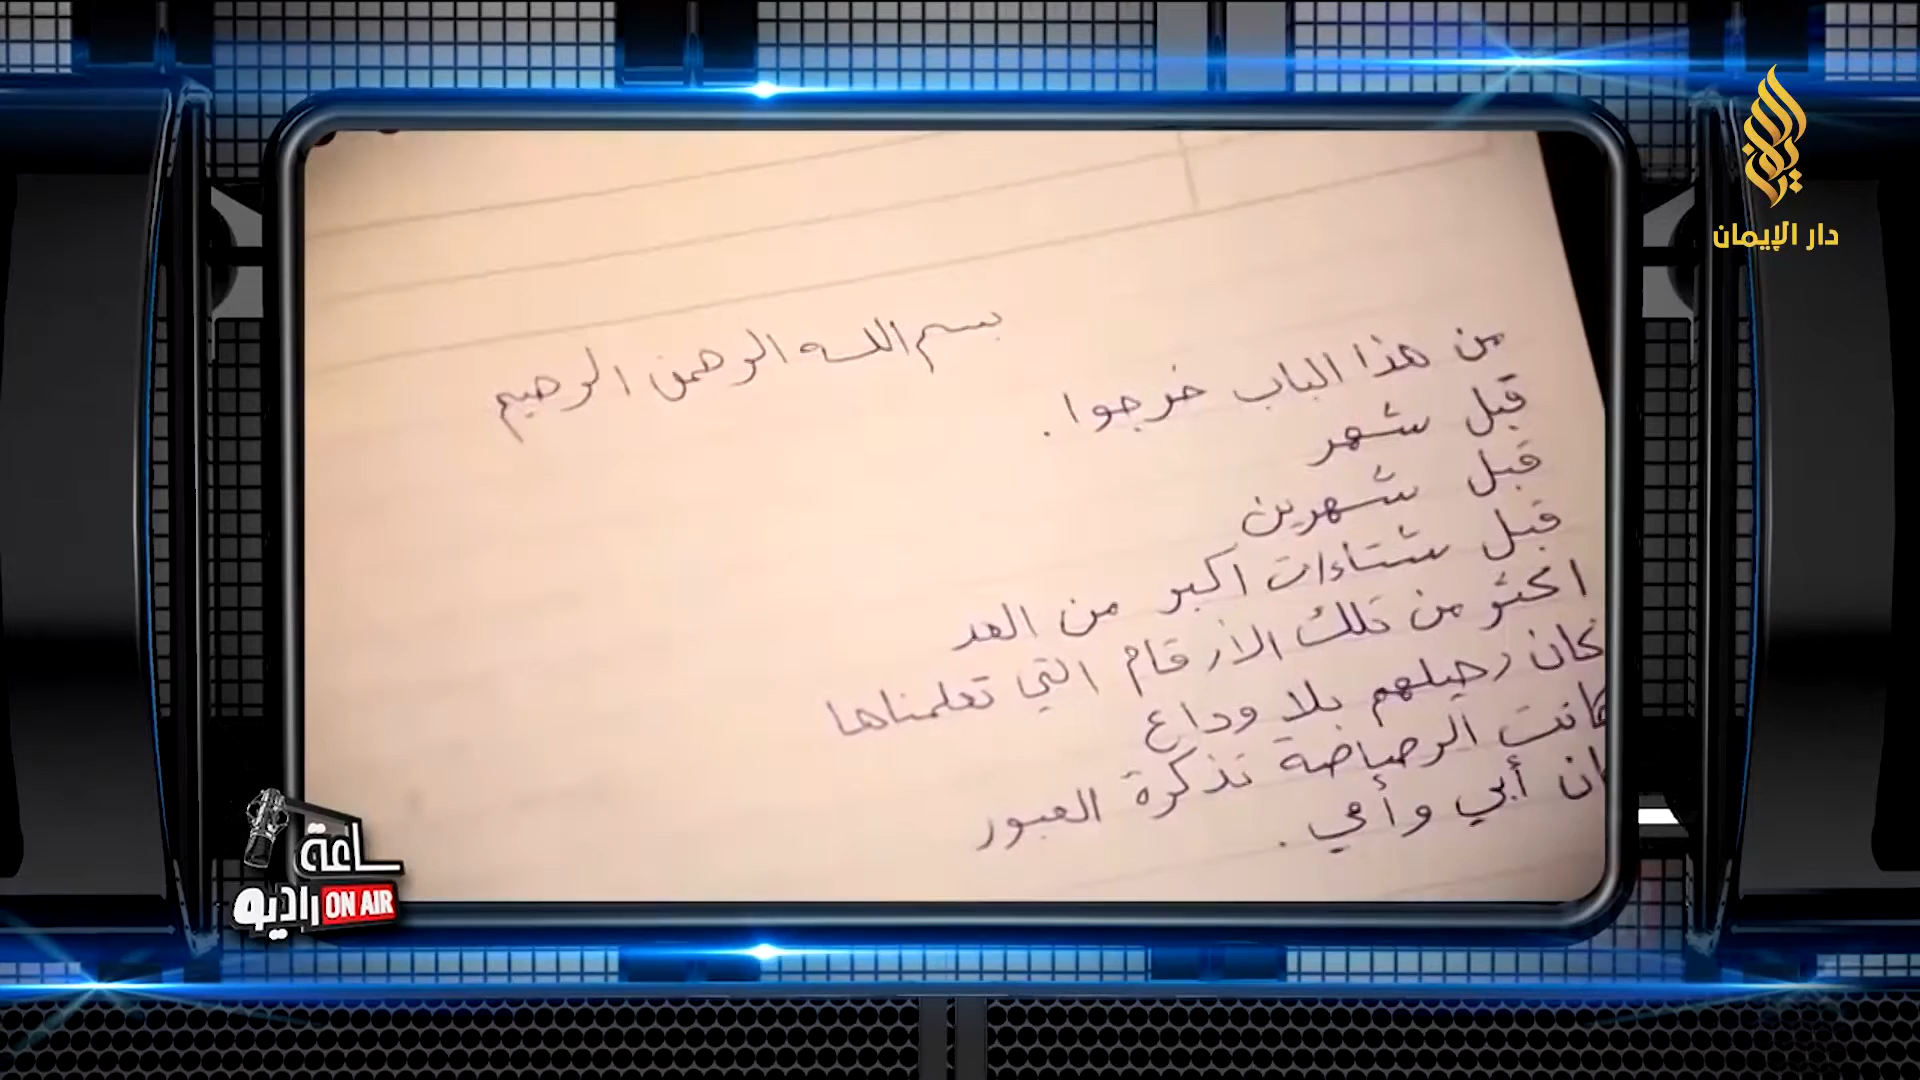 دار الإيمان
بسم الله الرحمن الرحيم
من هذا الباب خرجوا.
قبل شهر
قبل شهرين
قبل شتاءات اكبر من العد
اكثر من تلك الأرقام التي تعلمناها
كان رحيلهم بلا وداع
كانت الرصاصة تذكرة العبور
ان أبي وأمي.
ساعة
راديو ON AIR